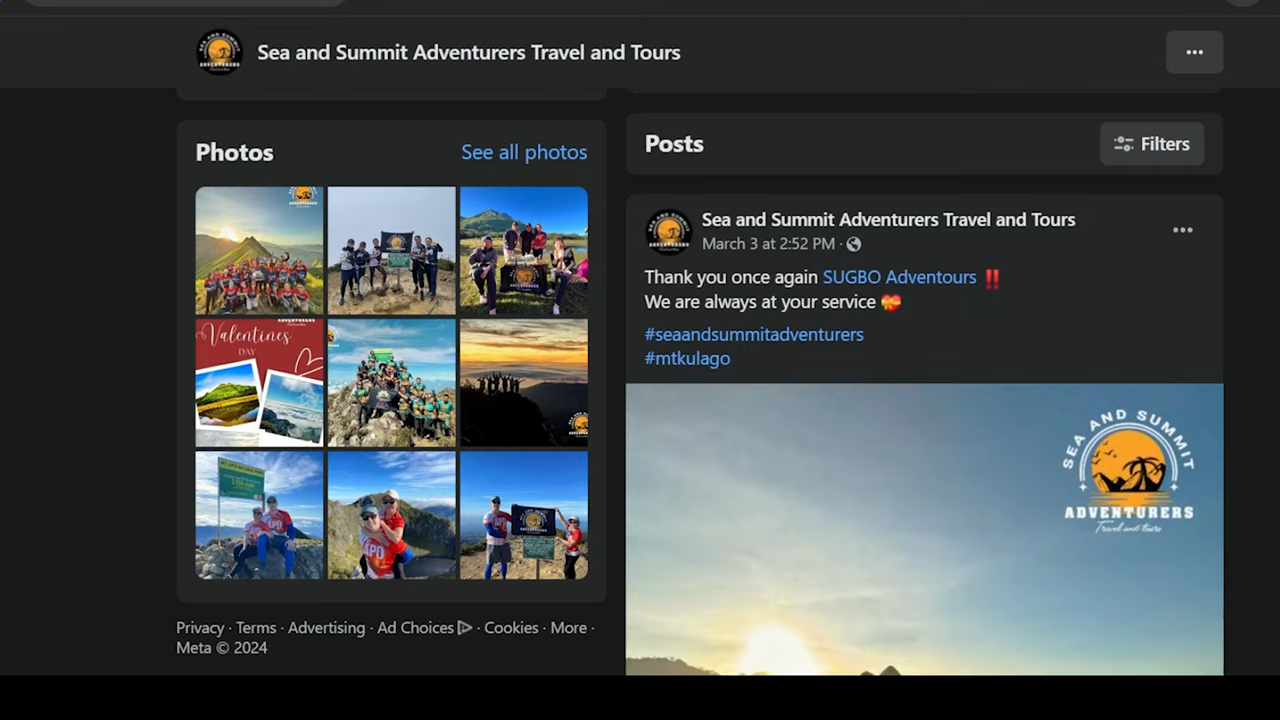 Sea and Summit Adventurers Travel and Tours
Photos
See all photos
Valentines
DAY
Privacy · Terms · Advertising · Ad Choices · Cookies · More ·
Meta © 2024
Posts
Filters
Sea and Summit Adventurers Travel and Tours
March 3 at 2:52 PM ·
Thank you once again SUGBO Adventours ‼️
We are always at your service 💝
#seaandsummitadventurers
#mtkulago
SEA AND SUMMIT
ADVENTURERS
Travel and tours